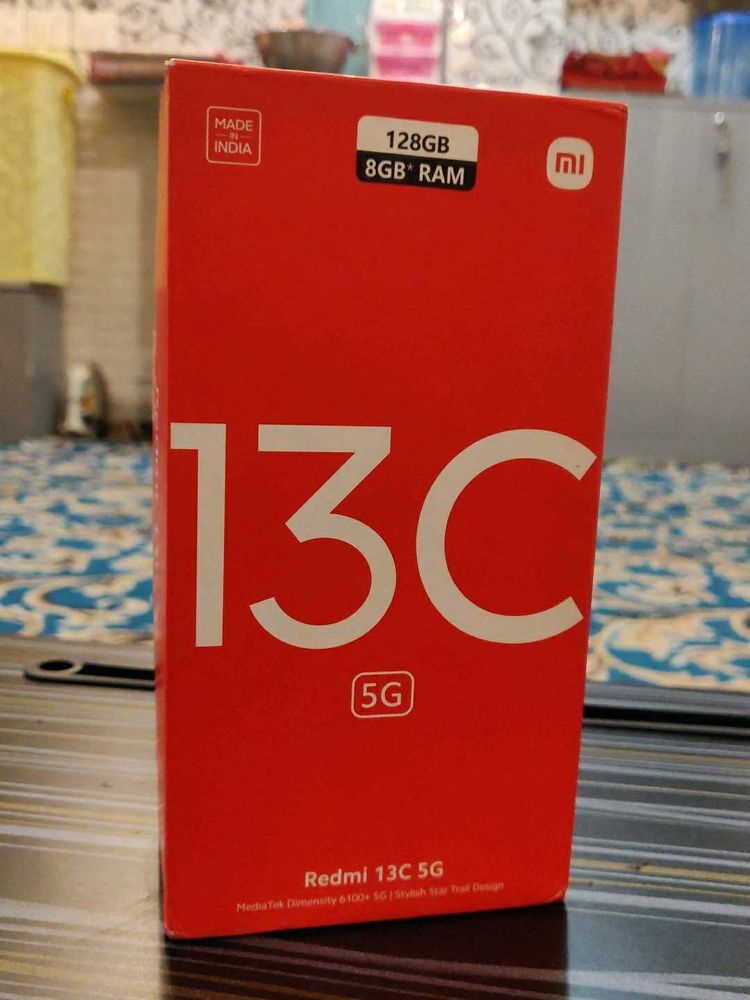 MADE
IN
INDIA
128GB
8GB* RAM
mi
13C
5G
Redmi 13C 5G
MediaTek Dimensity 6100+ 5G | Stylish Star Trail Design